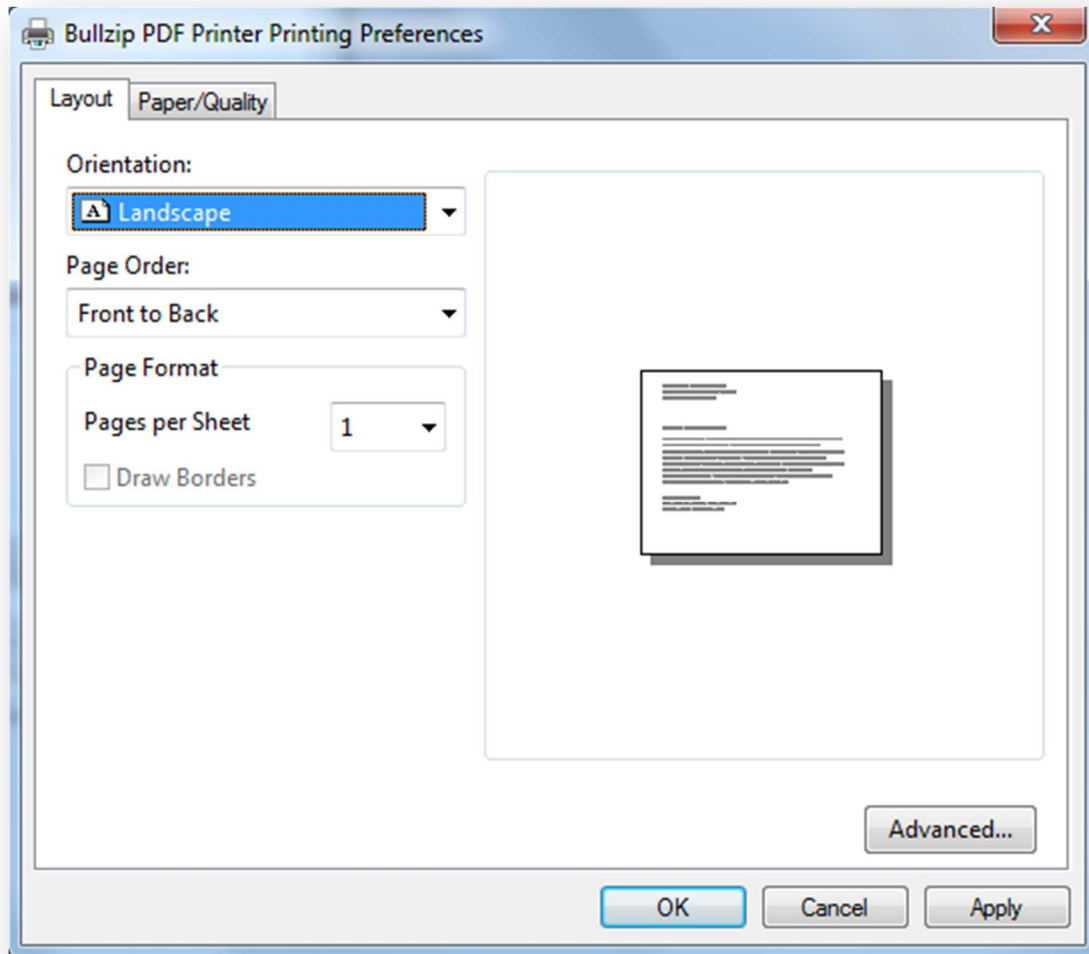 Bullzip PDF Printer Printing Preferences
Layout Paper/Quality
Orientation:
A Landscape
Page Order:
Front to Back
Page Format
Pages per Sheet 1
Draw Borders
Advanced...
OK Cancel Apply